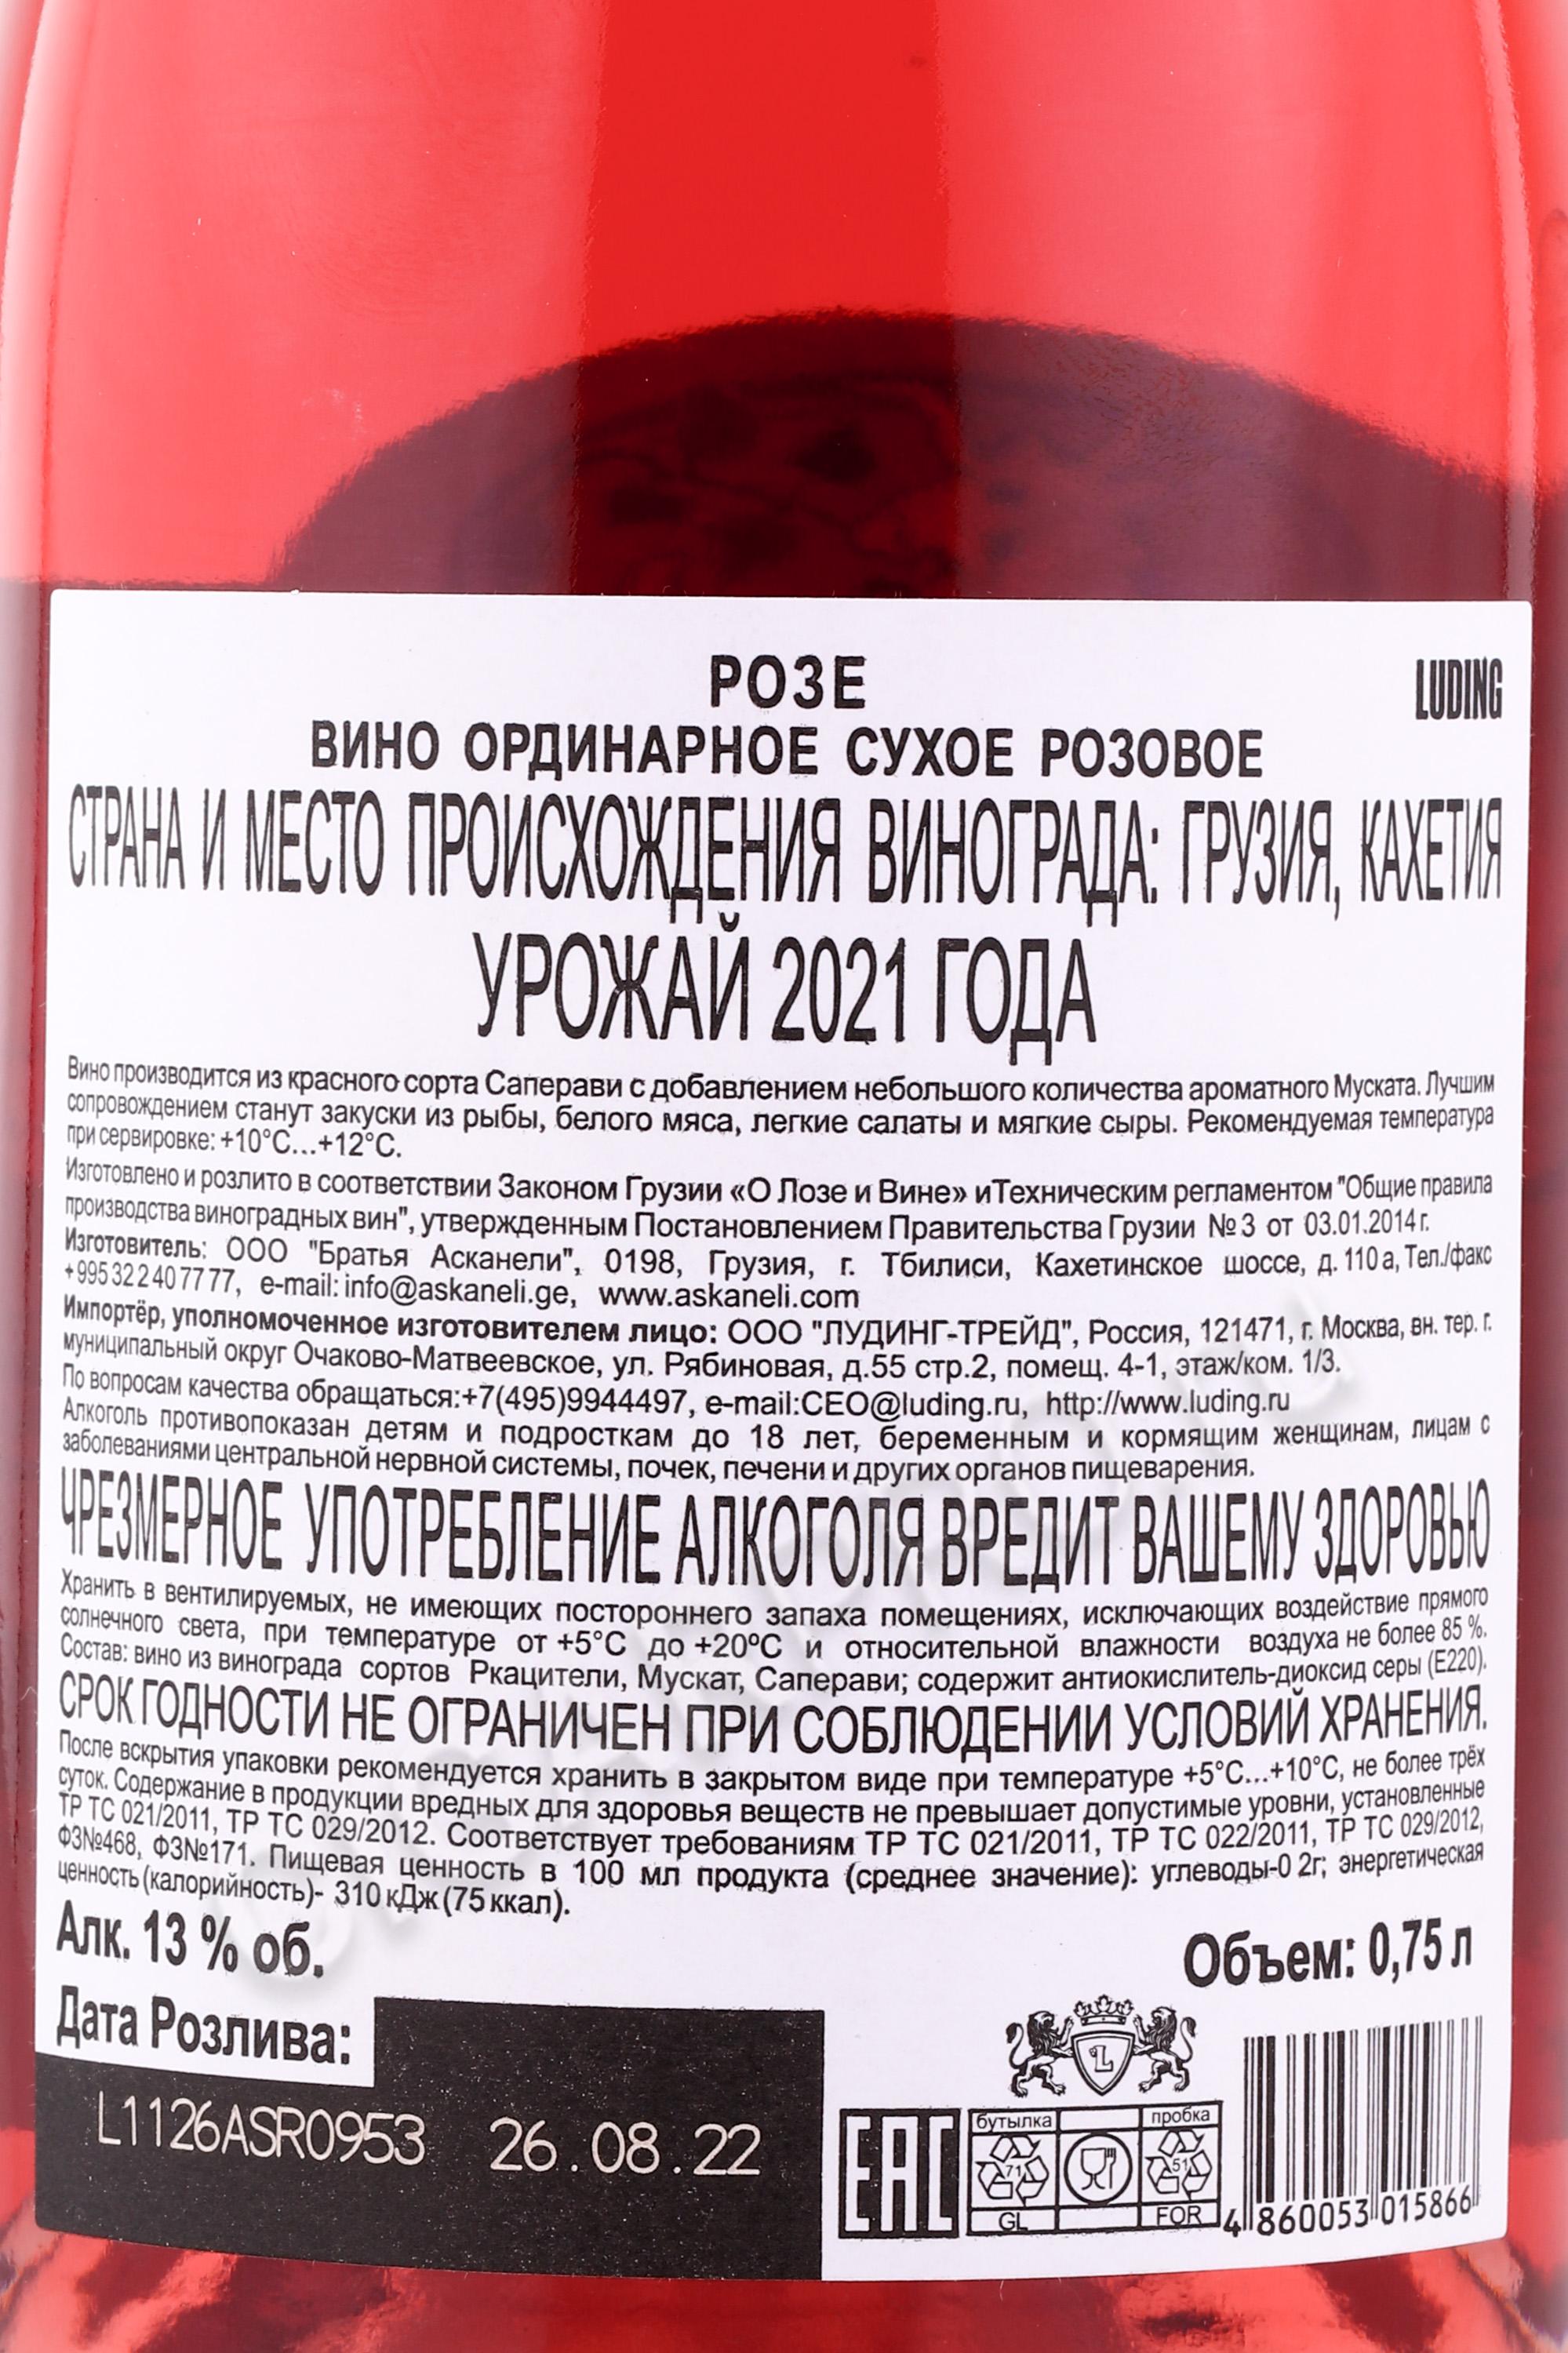 РОЗЕ
LUDING
ВИНО ОРДИНАРНОЕ СУХОЕ РОЗОВОЕ
СТРАНА И МЕСТО ПРОИСХОЖДЕНИЯ ВИНОГРАДА: ГРУЗИЯ, КАХЕТИЯ
УРОЖАЙ 2021 ГОДА
Вино производится из красного сорта Саперави с добавлением небольшого количества ароматного Муската. Лучшим
сопровождением станут закуски из рыбы, белого мяса, легкие салаты и мягкие сыры. Рекомендуемая температура
при сервировке: +10°C...+12°C.
Изготовлено и розлито в соответствии Законом Грузии «О Лозе и Вине» иТехническим регламентом "Общие правила
производства виноградных вин", утвержденным Постановлением Правительства Грузии №3 от 03.01.2014 г.
Изготовитель: ООО "Братья Асканели", 0198, Грузия, г. Тбилиси, Кахетинское шоссе, д. 110 а, Тел./факс
+995 32 2 40 77 77, e-mail: info@askaneli.ge, www.askaneli.com
Импортёр, уполномоченное изготовителем лицо: ООО "ЛУДИНГ-ТРЕЙД", Россия, 121471, г. Москва, вн. тер. г.
муниципальный округ Очаково-Матвеевское, ул. Рябиновая, д.55 стр.2, помещ. 4-1, этаж/ком. 1/3.
По вопросам качества обращаться:+7(495)9944497, e-mail:CEO@luding.ru, http://www.luding.ru
Алкоголь противопоказан детям и подросткам до 18 лет, беременным и кормящим женщинам, лицам с
заболеваниями центральной нервной системы, почек, печени и других органов пищеварения.
ЧРЕЗМЕРНОЕ УПОТРЕБЛЕНИЕ АЛКОГОЛЯ ВРЕДИТ ВАШЕМУ ЗДОРОВЬЮ
Хранить в вентилируемых, не имеющих постороннего запаха помещениях, исключающих воздействие прямого
солнечного света, при температуре от +5°C до +20°C и относительной влажности воздуха не более 85 %.
Состав: вино из винограда сортов Ркацители, Мускат, Саперави; содержит антиокислитель-диоксид серы (E220).
СРОК ГОДНОСТИ НЕ ОГРАНИЧЕН ПРИ СОБЛЮДЕНИИ УСЛОВИЙ ХРАНЕНИЯ.
После вскрытия упаковки рекомендуется хранить в закрытом виде при температуре +5°C...+10°C, не более трёх
суток. Содержание в продукции вредных для здоровья веществ не превышает допустимые уровни, установленные
ТР ТС 021/2011, ТР ТС 029/2012. Соответствует требованиям ТР ТС 021/2011, ТР ТС 022/2011, ТР ТС 029/2012,
ФЗ№468, ФЗ№171. Пищевая ценность в 100 мл продукта (среднее значение): углеводы-0 2г; энергетическая
ценность (калорийность)- 310 кДж (75 ккал).
Алк. 13 % об.
Объем: 0,75 л
Дата Розлива:
L1126ASR0953 26.08.22
L
EAC
бутылка пробка
71 51
GL FOR
4 860053 015866